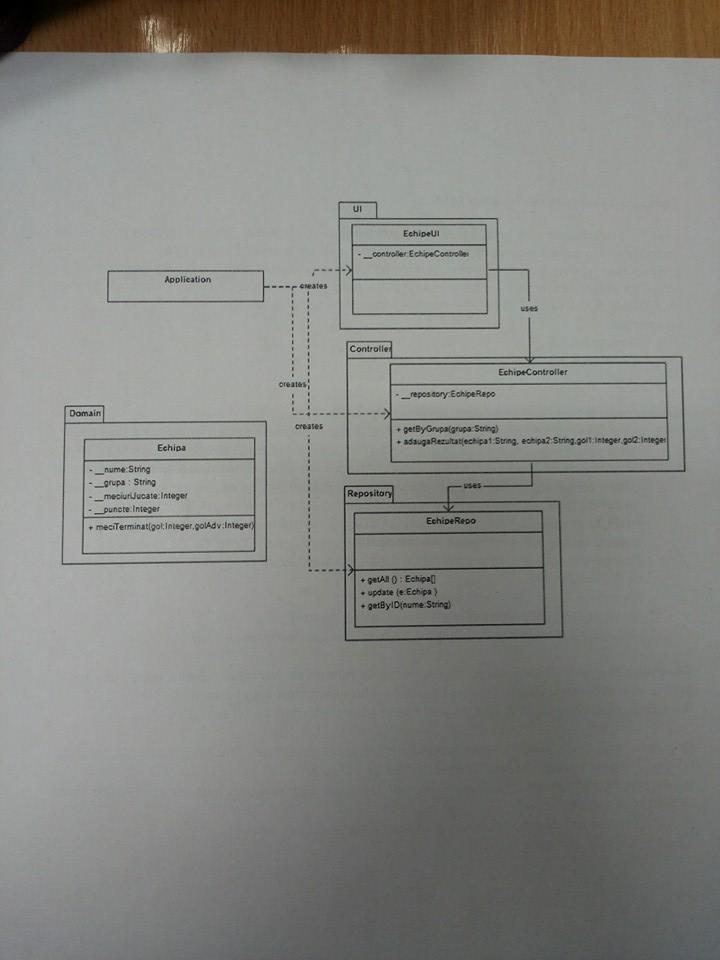 UI
EchipeUI
- __controller:EchipeController
Application
creates
uses
Controller
EchipeController
- __repository:EchipeRepo
creates
+ getByGrupa(grupa:String)
+ adaugaRezultat(echipa1:String, echipa2:String,gol1:Integer,gol2:Integer
creates
Domain
Echipa
- __nume:String
- __grupa : String
- __meciuriJucate:Integer
- __puncte:Integer
+ meciTerminat(gol:Integer,golAdv:Integer)
uses
Repository
EchipeRepo
+ getAll () : Echipa[]
+ update (e:Echipa )
+ getByID(nume:String)